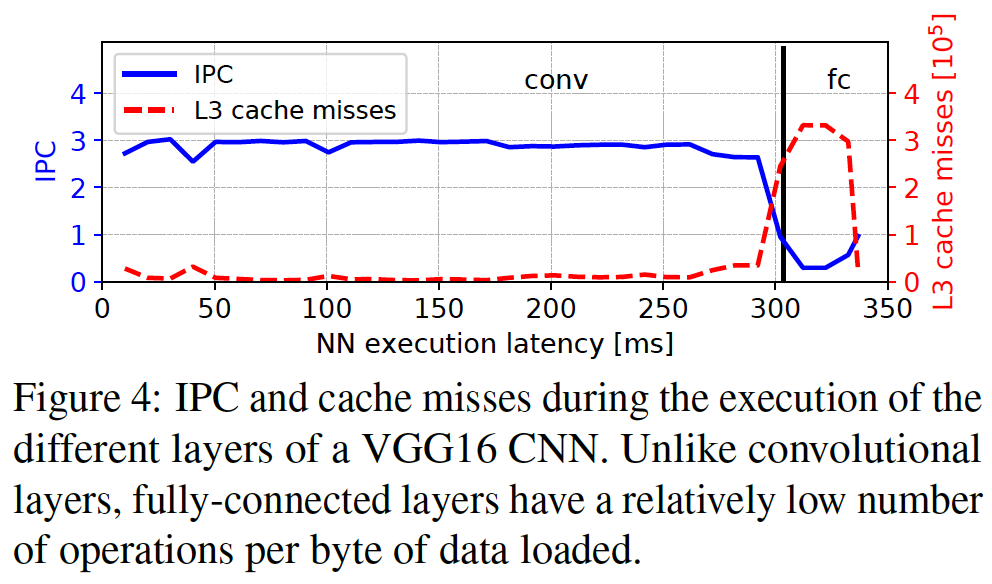 IPC
L3 cache misses
conv
fc
4
3
2
1
0
IPC
4
3
2
1
0
L3 cache misses [10⁵]
0 50 100 150 200 250 300 350
NN execution latency [ms]
Figure 4: IPC and cache misses during the execution of the
different layers of a VGG16 CNN. Unlike convolutional
layers, fully-connected layers have a relatively low number
of operations per byte of data loaded.